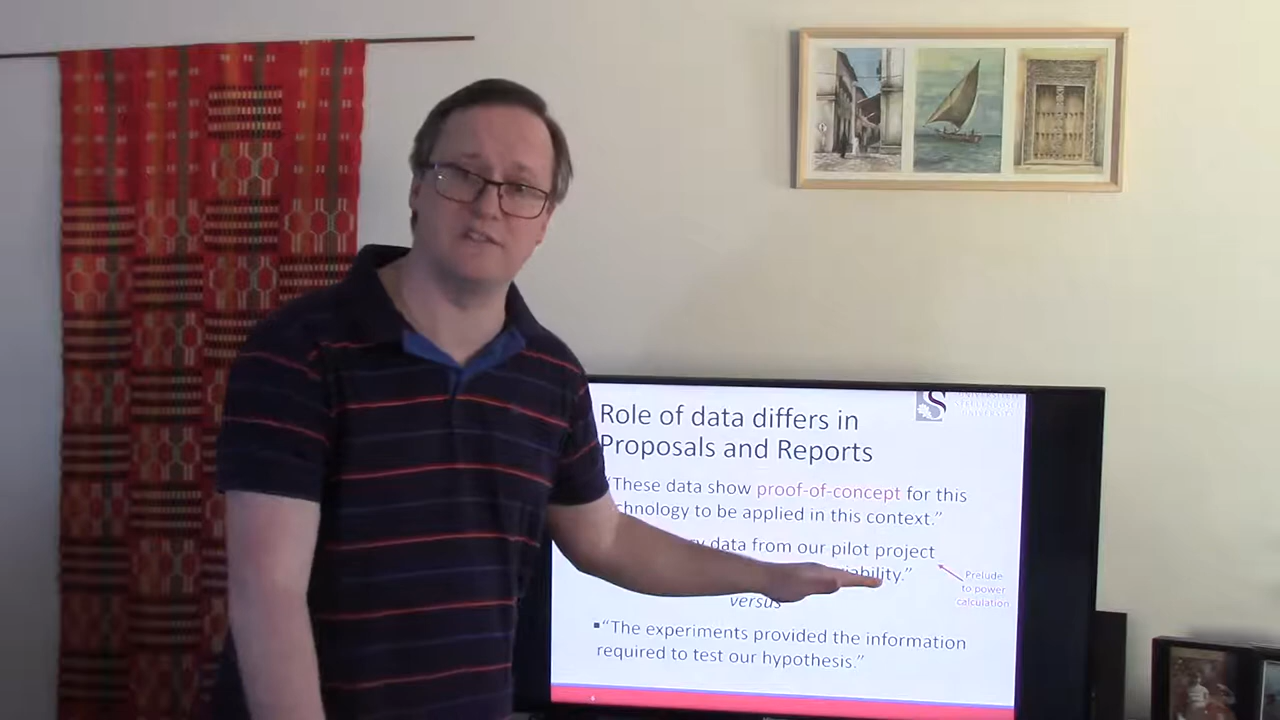 Role of data differs in
Proposals and Reports
S
UNIVERSITY
"These data show proof-of-concept for this
to be applied in this context."
data from our pilot project
Prelude
to power
calculation
versus
▪"The experiments provided the information
required to test our hypothesis."